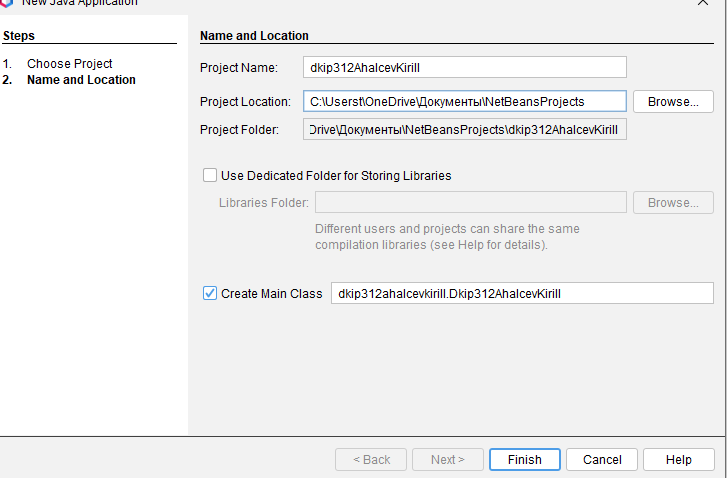 New Java Application
Steps
1. Choose Project
2. Name and Location
Name and Location
Project Name: dkip312AhalcevKirill
Project Location: C:\Userst\OneDrive\Документы\NetBeansProjects Browse...
Project Folder: Drive\Документы\NetBeansProjects\dkip312AhalcevKirill
Use Dedicated Folder for Storing Libraries
Libraries Folder: Browse...
Different users and projects can share the same
compilation libraries (see Help for details).
Create Main Class dkip312ahalcevkirill.Dkip312AhalcevKirill
< Back Next > Finish Cancel Help